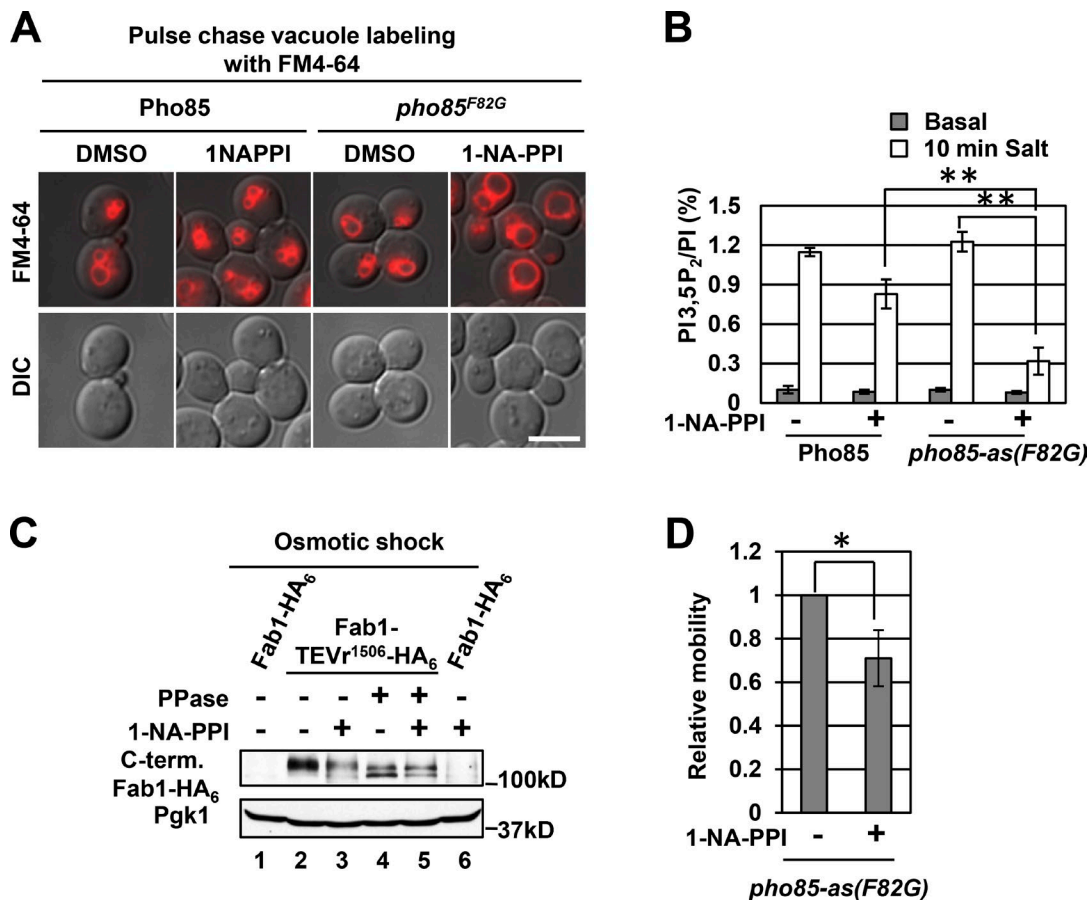 A
Pulse chase vacuole labeling
with FM4-64
Pho85
pho85F82G
DMSO
1NAPPI
DMSO
1-NA-PPI
FM4-64
DIC
B
Basal
10 min Salt
**
**
PI3,5P2/PI (%)
1.5
1.2
0.9
0.6
0.3
0
1-NA-PPI - + - +
Pho85
pho85-as(F82G)
C
Osmotic shock
Fab1-HA6
Fab1-
TEVr1506-HA6
Fab1-HA6
PPase - - - + + -
1-NA-PPI - - + - + +
C-term.
Fab1-HA6
–100kD
Pgk1
–37kD
1 2 3 4 5 6
D
*
Relative mobility
1.2
1
0.8
0.6
0.4
0.2
0
1-NA-PPI - +
pho85-as(F82G)